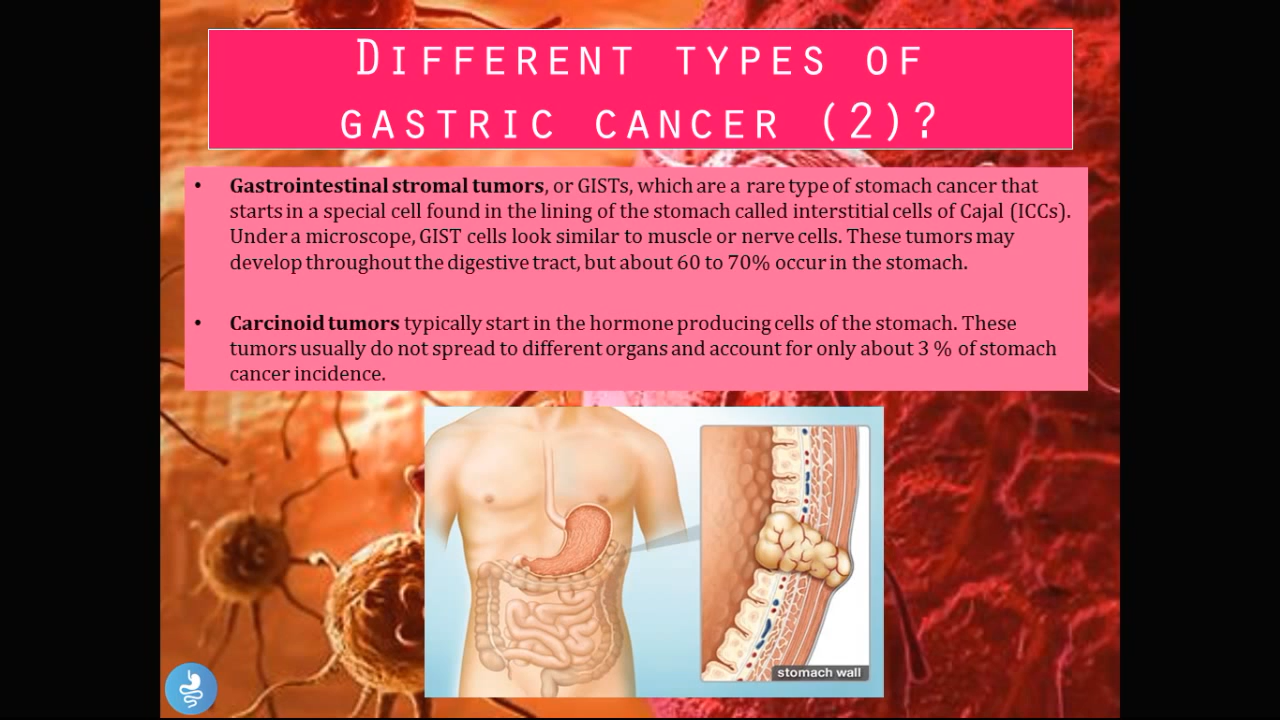 Different types of
gastric cancer (2)?
• Gastrointestinal stromal tumors, or GISTs, which are a rare type of stomach cancer that
starts in a special cell found in the lining of the stomach called interstitial cells of Cajal (ICCs).
Under a microscope, GIST cells look similar to muscle or nerve cells. These tumors may
develop throughout the digestive tract, but about 60 to 70% occur in the stomach.
• Carcinoid tumors typically start in the hormone producing cells of the stomach. These
tumors usually do not spread to different organs and account for only about 3 % of stomach
cancer incidence.
stomach wall